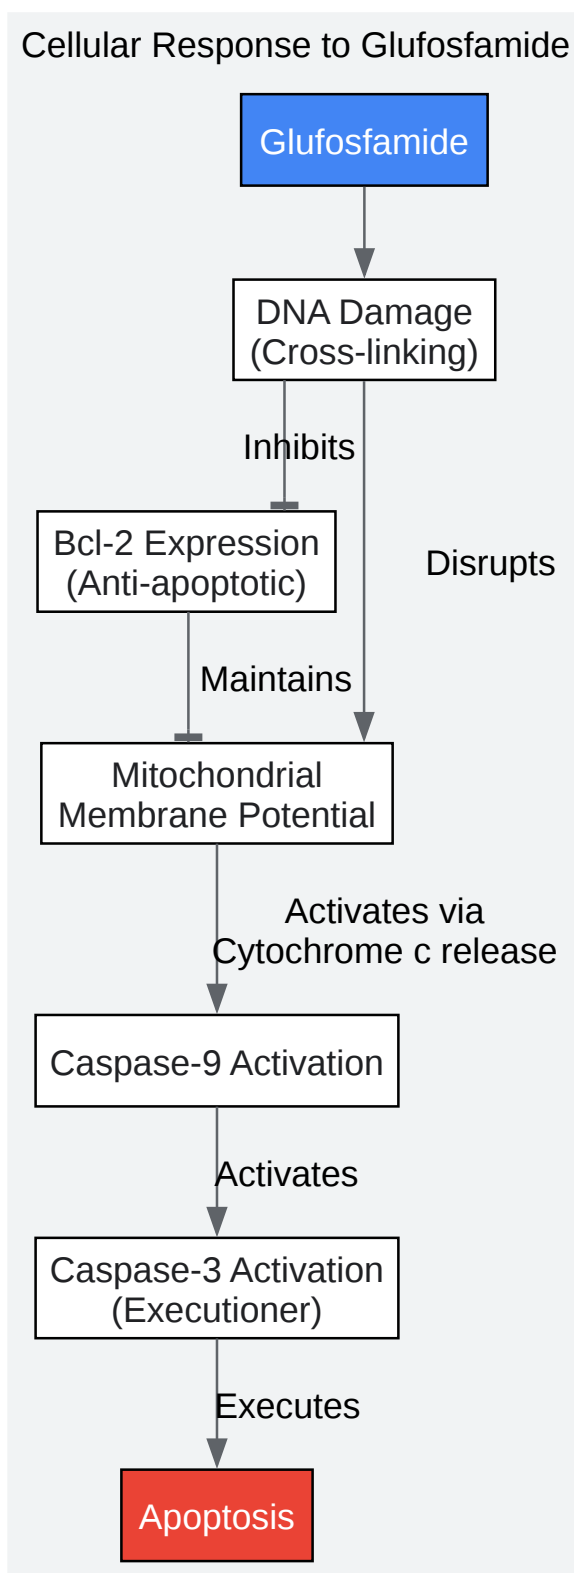 Cellular Response to Glufosfamide
Glufosfamide
DNA Damage
(Cross-linking)
Inhibits
Bcl-2 Expression
(Anti-apoptotic)
Disrupts
Maintains
Mitochondrial
Membrane Potential
Activates via
Cytochrome c release
Caspase-9 Activation
Activates
Caspase-3 Activation
(Executioner)
Executes
Apoptosis